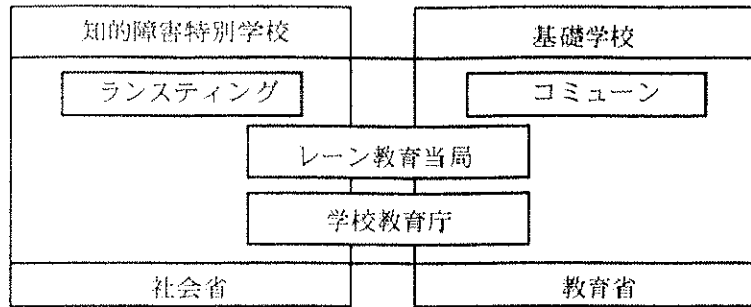 知的障害特別学校
基礎学校
ランスティング
コミューン
レーン教育当局
学校教育庁
社会省
教育省